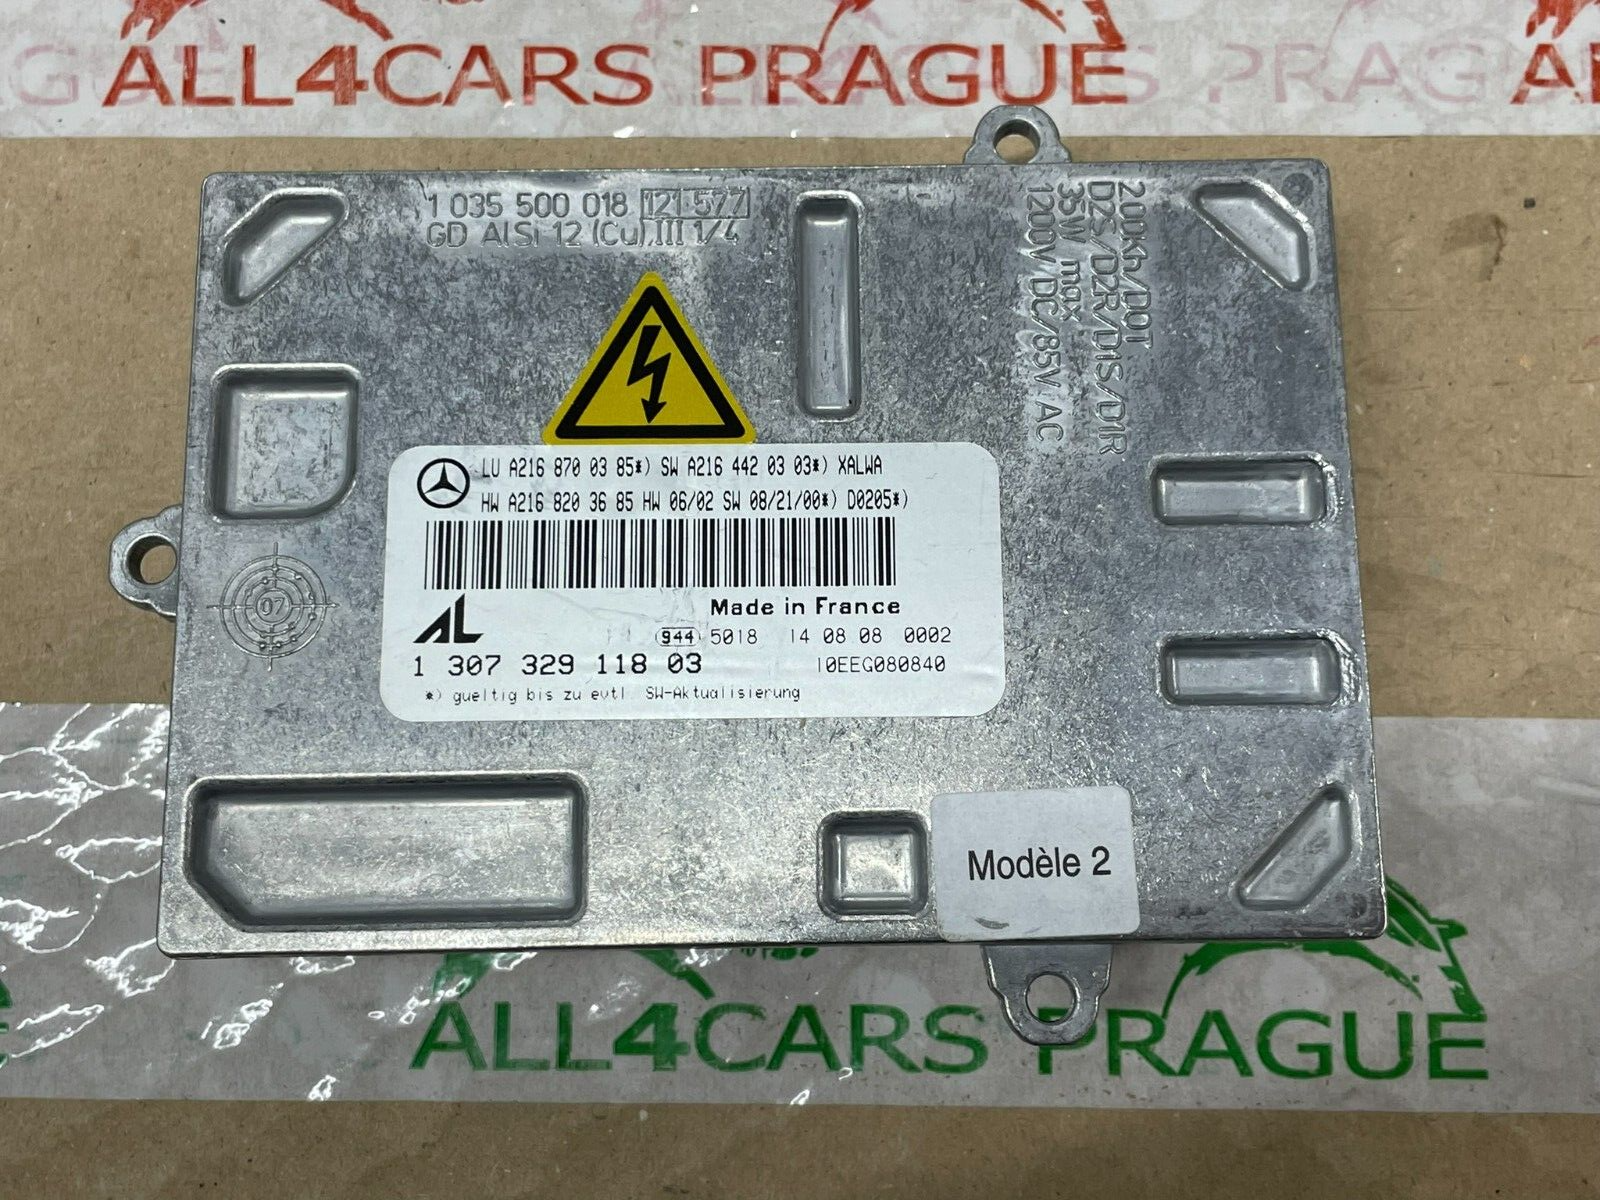 ALL4CARS PRAGUE
1 035 500 018 121 577
GD AlSi 12 (Cu), III 1/4
200Kh/DOT
D2S/D2R/D1S/D1R
35W max
1200V DC/85V AC
LU A216 870 03 85*) SW A216 442 03 03*) XALWA
HW A216 820 36 85 HW 06/02 SW 08/21/00*) D0205*)
07
AL
Made in France
944 5018 14 08 08 0002
1 307 329 118 03 10EEG080840
*) gueltig bis zu evtl. SW-Aktualisierung
Modèle 2
ALL4CARS PRAGUE